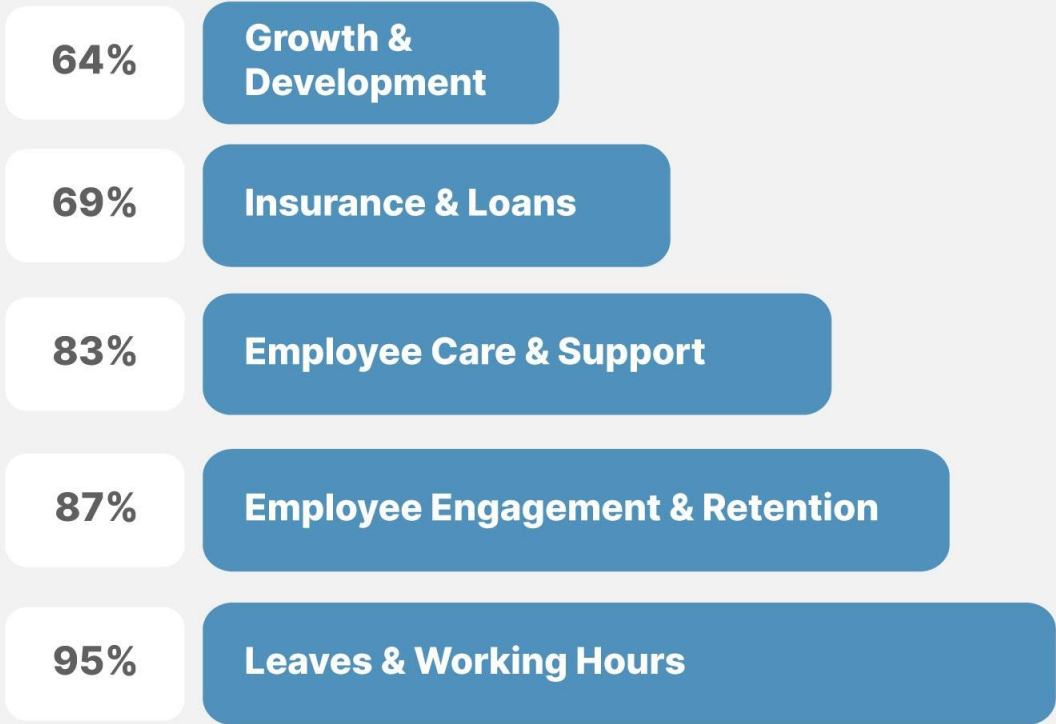 64%
Growth &
Development
69%
Insurance & Loans
83%
Employee Care & Support
87%
Employee Engagement & Retention
95%
Leaves & Working Hours